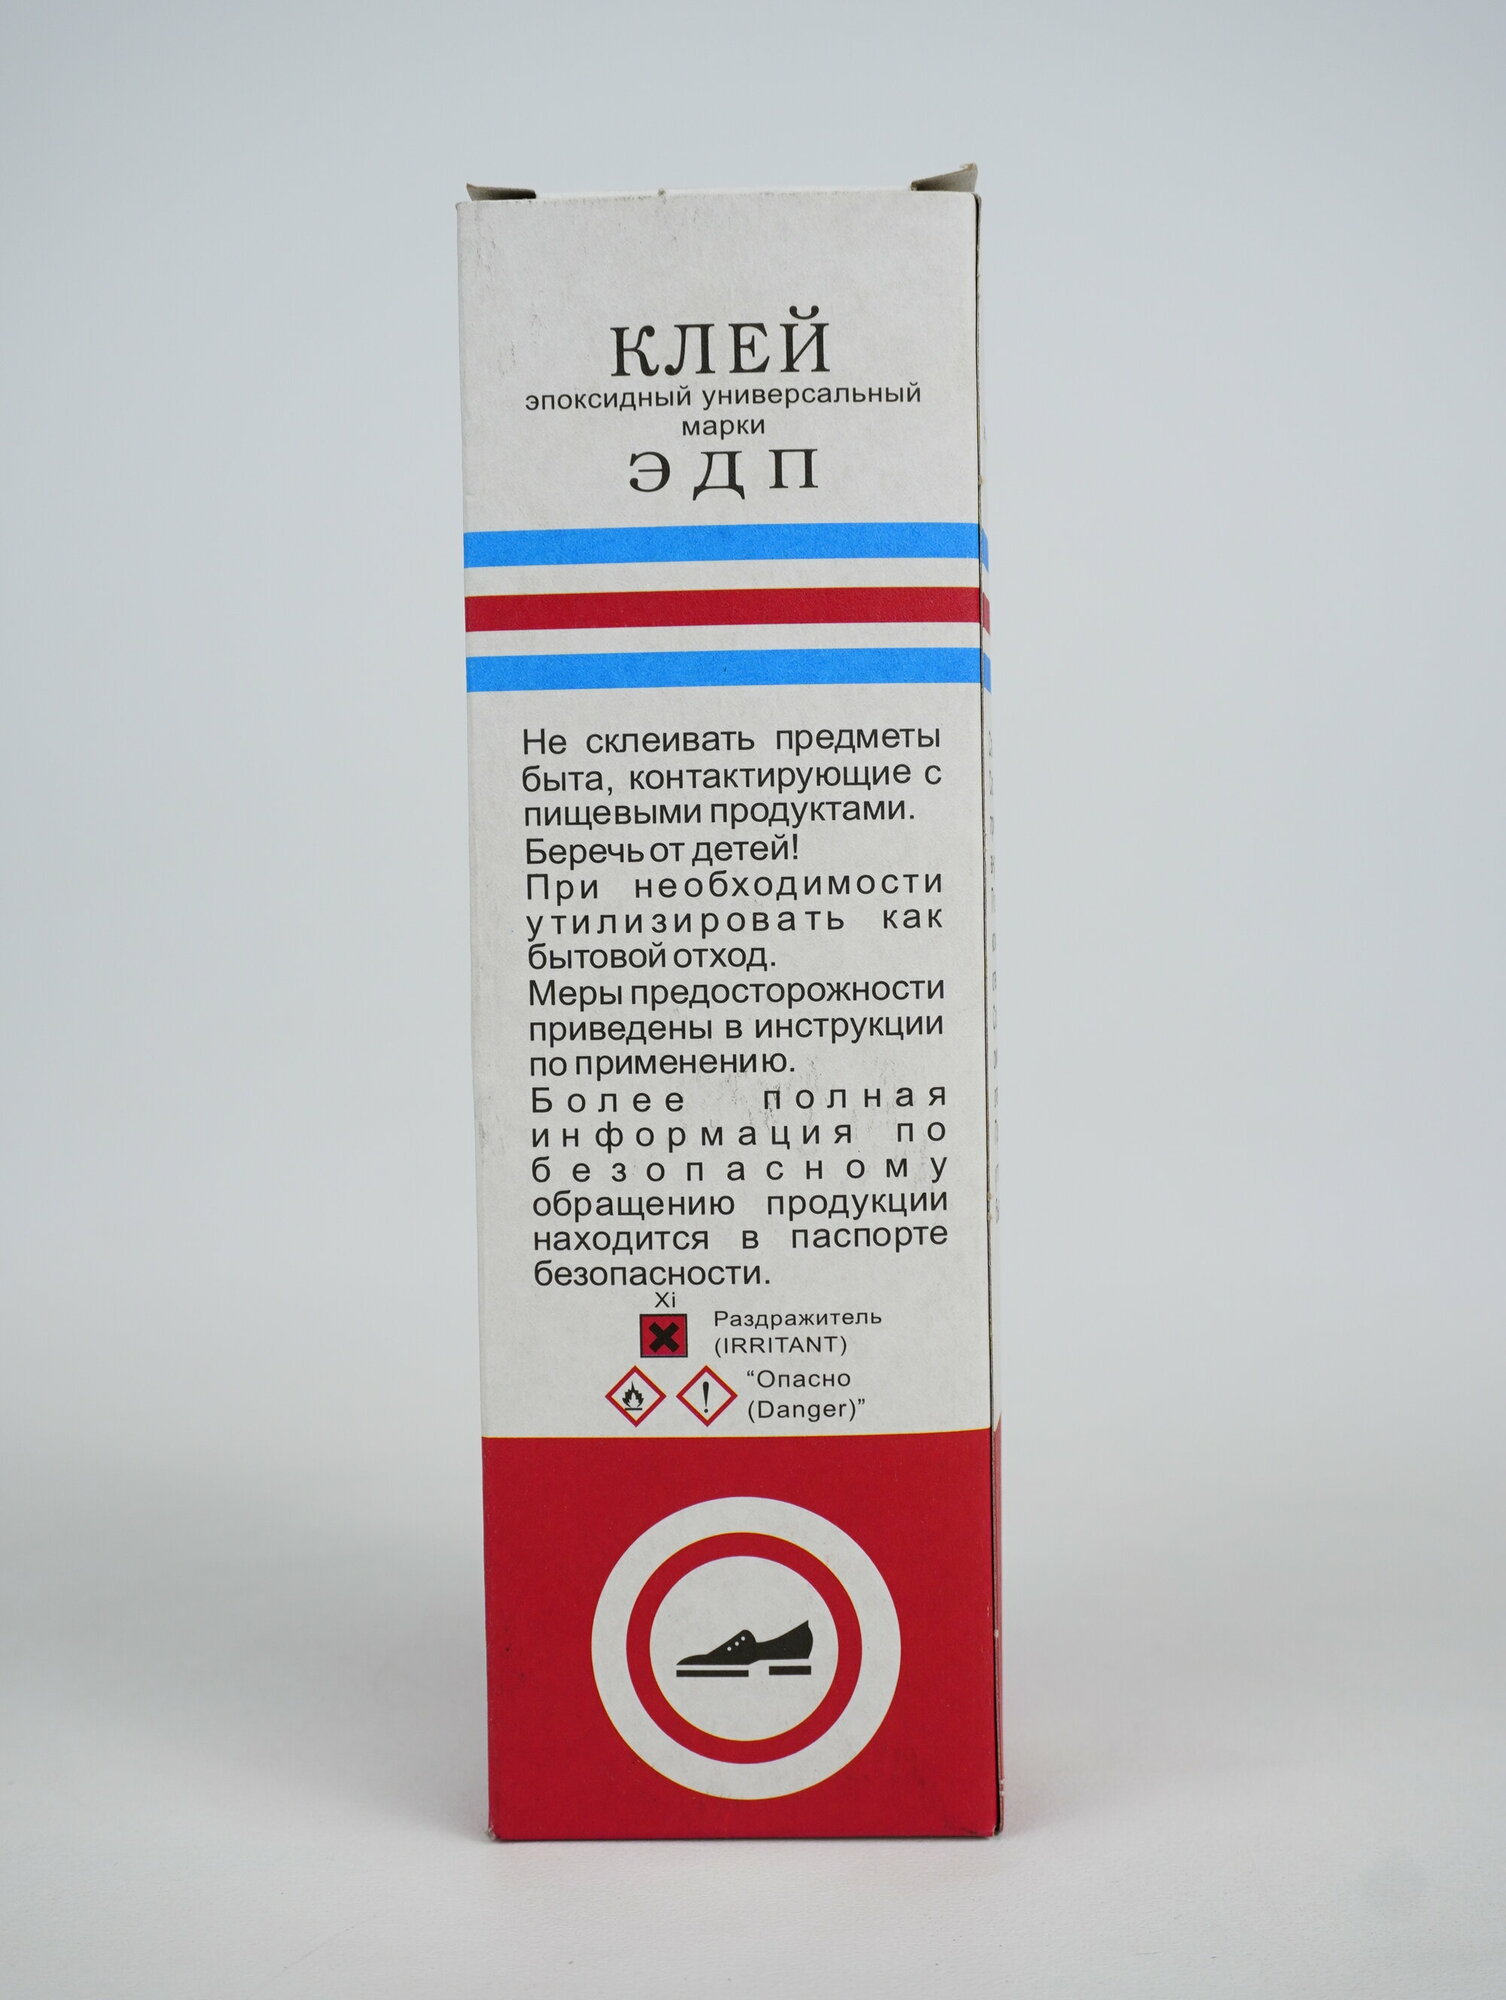 КЛЕЙ
эпоксидный универсальный
марки
ЭДП
Не склеивать предметы
быта, контактирующие с
пищевыми продуктами.
Беречь от детей!
При необходимости
утилизировать как
бытовой отход.
Меры предосторожности
приведены в инструкции
по применению.
Более полная
информация по
безопасному
обращению продукции
находится в паспорте
безопасности.
Xi
Раздражитель
(IRRITANT)
“Опасно
(Danger)”